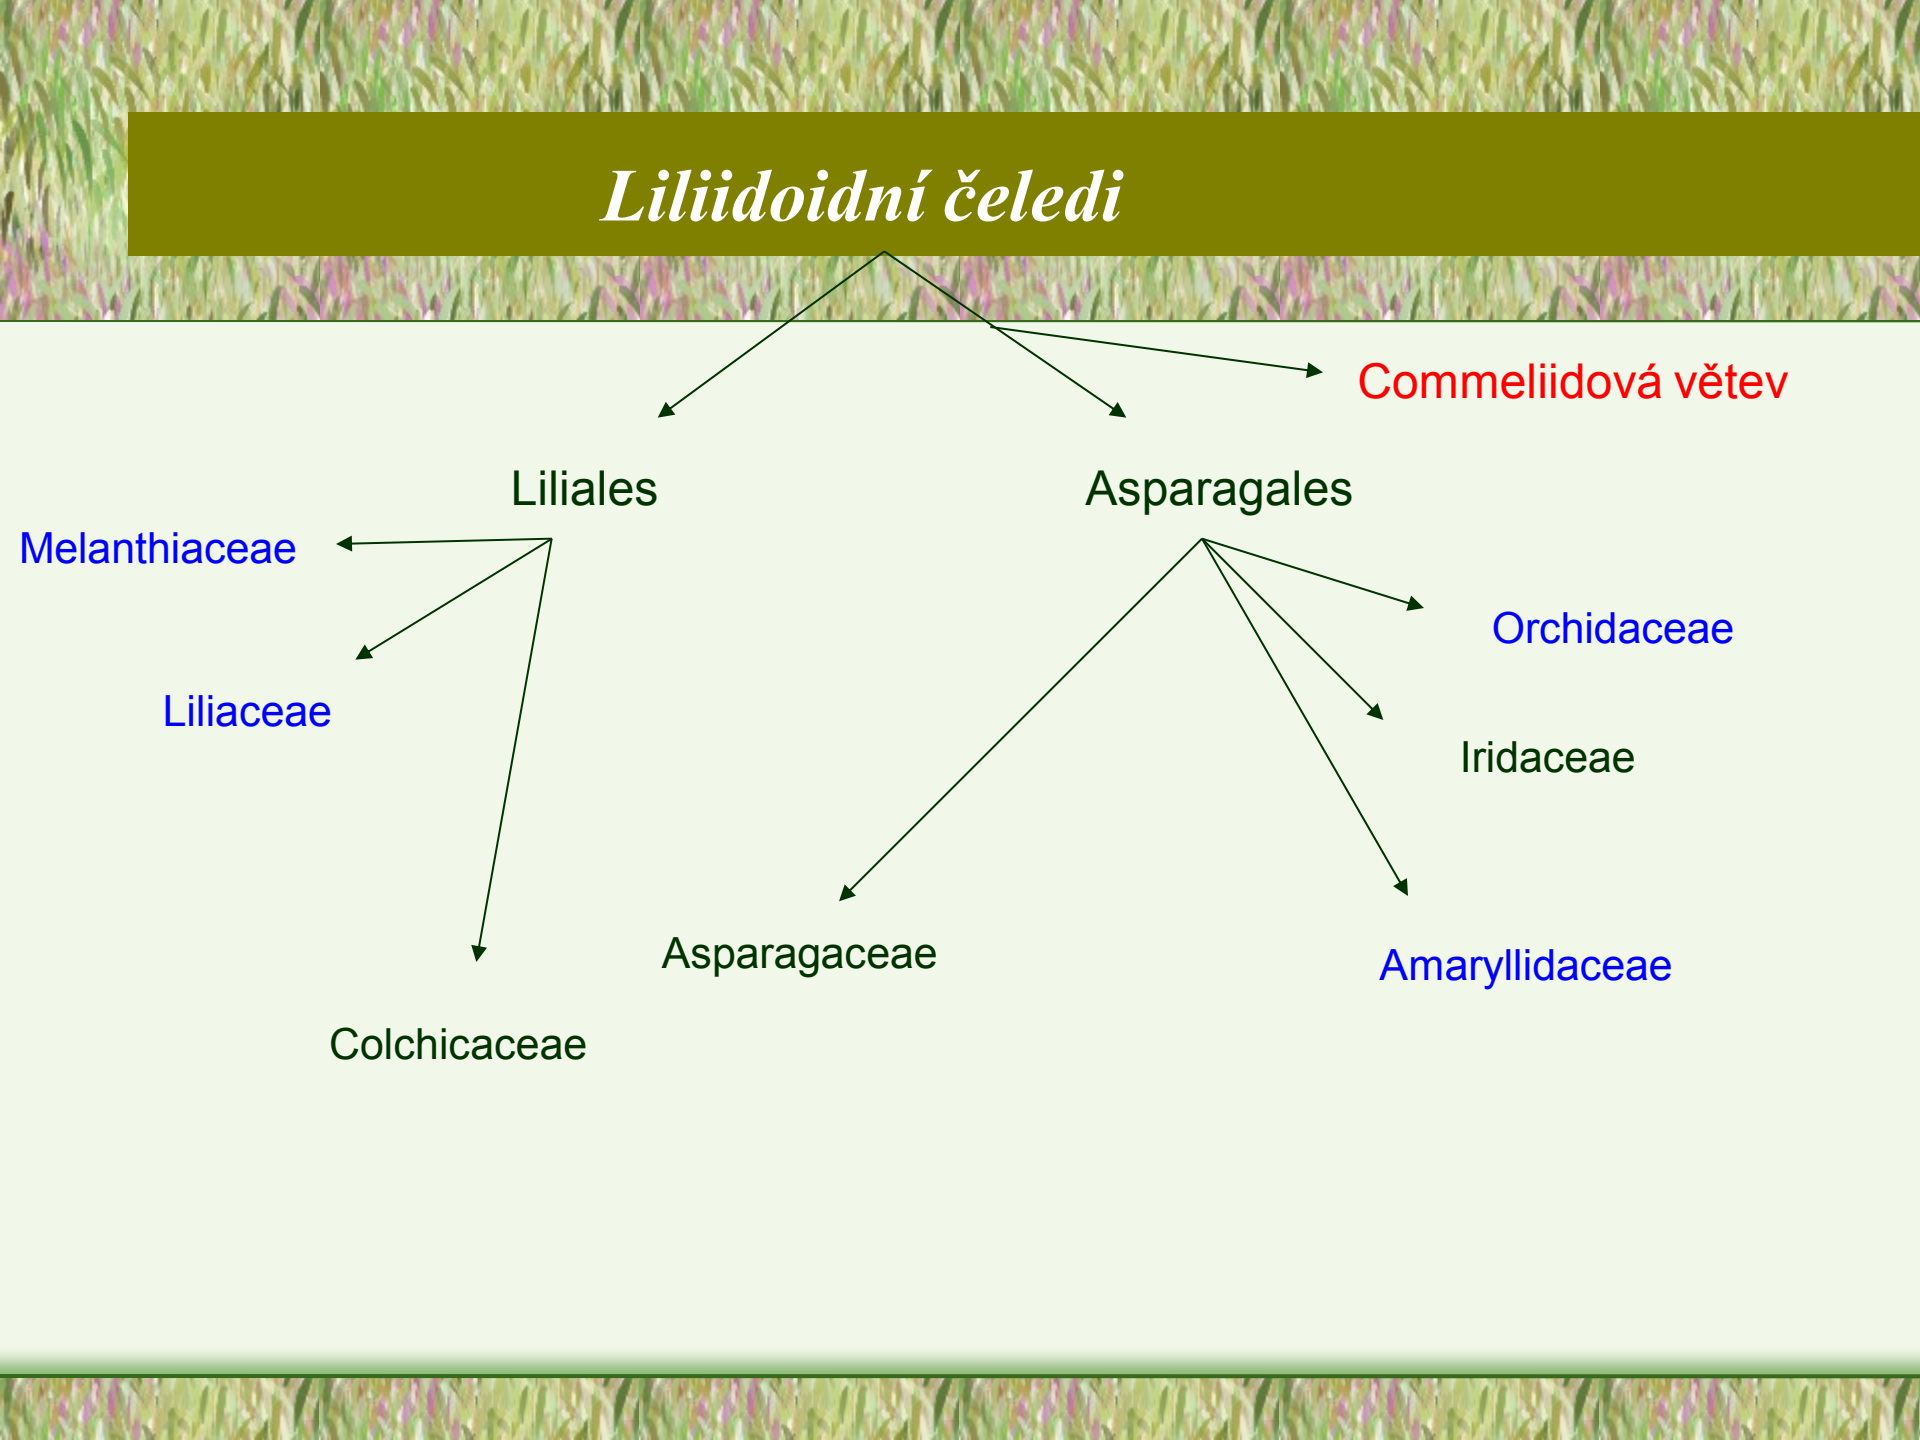 Liliidoidní čeledi
Commeliidová větev
Liliales
Asparagales
Melanthiaceae
Orchidaceae
Liliaceae
Iridaceae
Asparagaceae
Amaryllidaceae
Colchicaceae